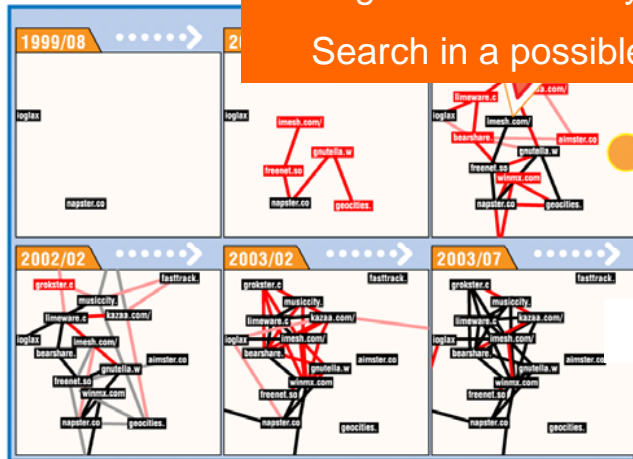 Search in a possible
1999/08
ioglax
napster.co
ioglax
imesh.com/
gnutella.w
freenet.so
napster.co
geocities.
limeware.c
ioglax
imesh.com/
bearshare.
aimster.co
gnutella.w
freenet.so
winmx.com
napster.co
geocities.
2002/02
grokster.c
fasttrack.
musiccity.
limeware.c
kazaa.com/
ioglax
imesh.com/
bearshare.
aimster.co
gnutella.w
freenet.so
winmx.com
napster.co
geocities.
2003/02
fasttrack.
grokster.c
musiccity.
limeware.c
kazaa.com/
ioglax
imesh.com/
bearshare.
gnutella.w
winmx.com
freenet.so
napster.co
geocities.
2003/07
fasttrack.
grokster.c
musiccity.
limeware.c
kazaa.com/
ioglax
imesh.com/
bearshare.
aimster.co
gnutella.w
winmx.com
freenet.so
napster.co
geocities.